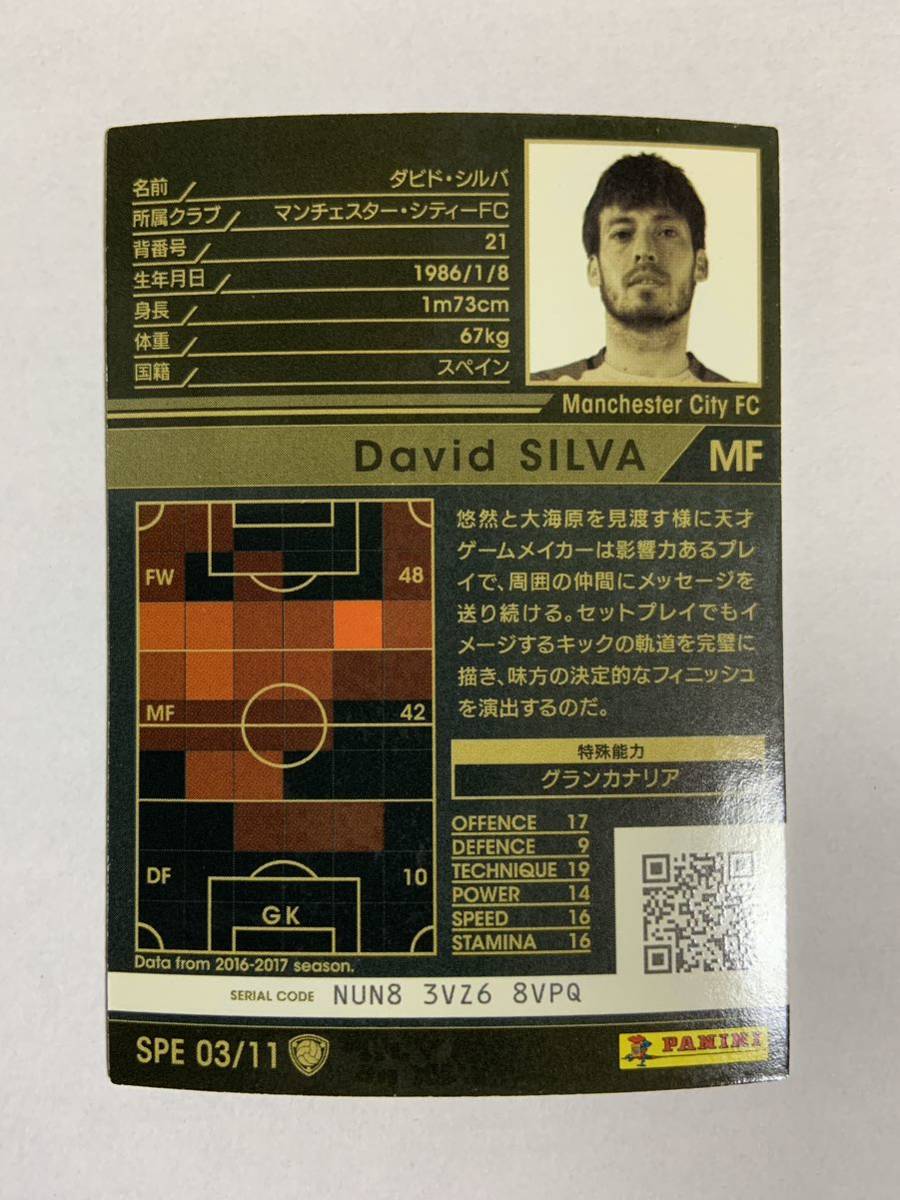 名前 ダビド・シルバ
所属クラブ マンチェスター・シティーFC
背番号 21
生年月日 1986/1/8
身長 1m73cm
体重 67kg
国籍 スペイン
Manchester City FC
David SILVA MF
FW 48
MF 42
DF 10
GK
Data from 2016-2017 season.
悠然と大海原を見渡す様に天才
ゲームメイカーは影響力あるプレ
イで、周囲の仲間にメッセージを
送り続ける。セットプレイでもイ
メージするキックの軌道を完璧に
描き、味方の決定的なフィニッシュ
を演出するのだ。
特殊能力
グランカナリア
OFFENCE 17
DEFENCE 9
TECHNIQUE 19
POWER 14
SPEED 16
STAMINA 16
SERIAL CODE NUN8 3VZ6 8VPQ
SPE 03/11
PANINI